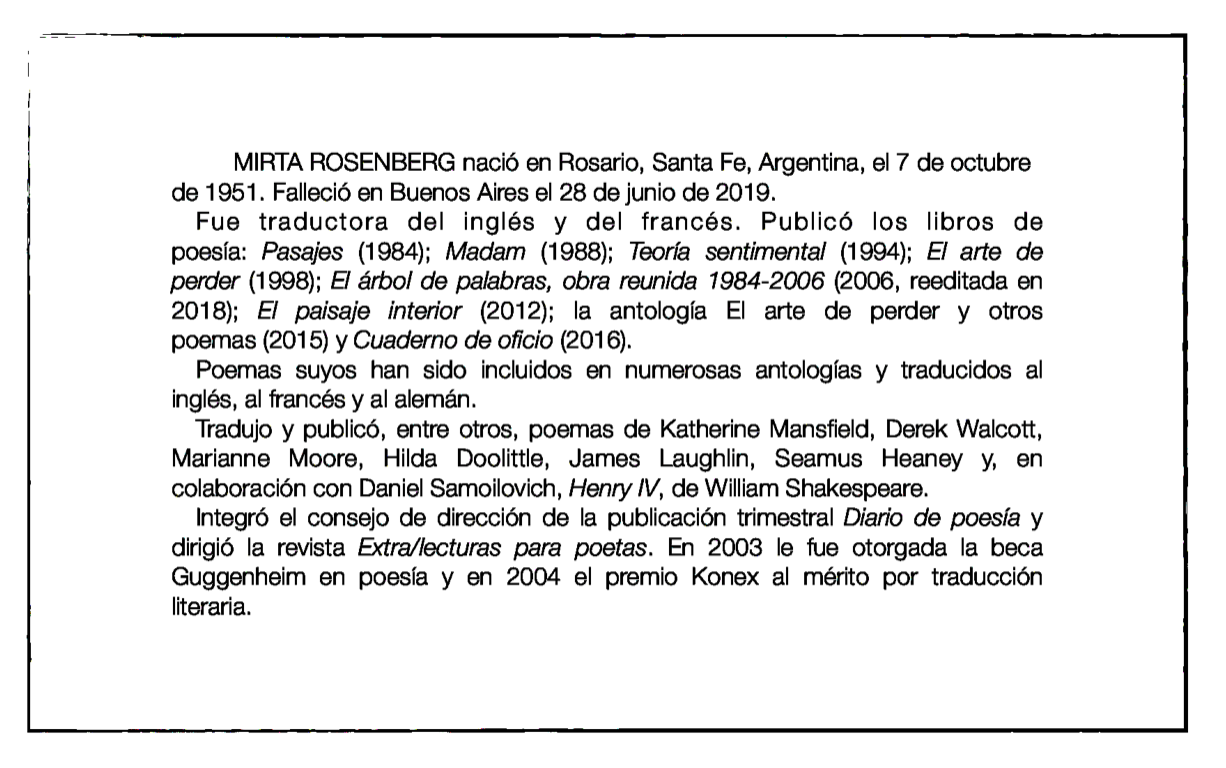 MIRTA ROSENBERG nació en Rosario, Santa Fe, Argentina, el 7 de octubre
de 1951. Falleció en Buenos Aires el 28 de junio de 2019.
Fue traductora del inglés y del francés. Publicó los libros de
poesía: Pasajes (1984); Madam (1988); Teoría sentimental (1994); El arte de
perder (1998); El árbol de palabras, obra reunida 1984-2006 (2006, reeditada en
2018); El paisaje interior (2012); la antología El arte de perder y otros
poemas (2015) y Cuaderno de oficio (2016).
Poemas suyos han sido incluidos en numerosas antologías y traducidos al
inglés, al francés y al alemán.
Tradujo y publicó, entre otros, poemas de Katherine Mansfield, Derek Walcott,
Marianne Moore, Hilda Doolittle, James Laughlin, Seamus Heaney y, en
colaboración con Daniel Samoilovich, Henry IV, de William Shakespeare.
Integró el consejo de dirección de la publicación trimestral Diario de poesía y
dirigió la revista Extra/lecturas para poetas. En 2003 le fue otorgada la beca
Guggenheim en poesía y en 2004 el premio Konex al mérito por traducción
literaria.